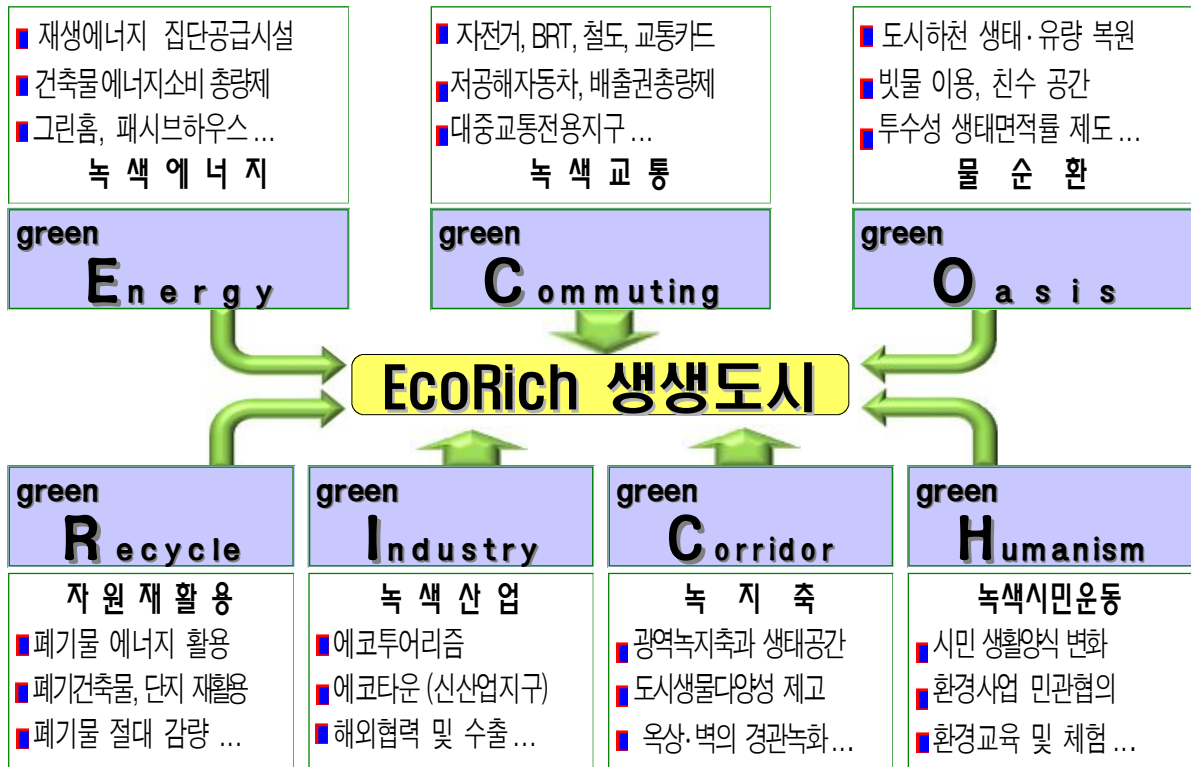 재생에너지 집단공급시설
건축물에너지소비 총량제
그린홈, 패시브하우스...
녹색에너지
green
Energy
자전거, BRT, 철도, 교통카드
저공해자동차, 배출권총량제
대중교통전용지구...
녹색교통
green
Commuting
도시하천 생태·유량 복원
빗물 이용, 친수 공간
투수성 생태면적률 제도...
물순환
green
Oasis
EcoRich 생생도시
green
Recycle
자원재활용
폐기물 에너지 활용
폐기건축물, 단지 재활용
폐기물 절대 감량 ...
green
Industry
녹색산업
에코투어리즘
에코타운 (신산업지구)
해외협력 및 수출...
green
Corridor
녹지축
광역녹지축과 생태공간
도시생물다양성 제고
옥상·벽의 경관녹화...
green
Humanism
녹색시민운동
시민 생활양식 변화
환경사업 민관협의
환경교육 및 체험 ...